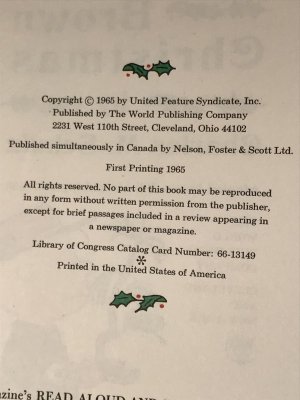 Copyright © 1965 by United Feature Syndicate, Inc.
Published by The World Publishing Company
2231 West 110th Street, Cleveland, Ohio 44102
Published simultaneously in Canada by Nelson, Foster & Scott Ltd.
First Printing 1965
All rights reserved. No part of this book may be reproduced
in any form without written permission from the publisher,
except for brief passages included in a review appearing in
a newspaper or magazine.
Library of Congress Catalog Card Number: 66-13149
*
Printed in the United States of America
zine's READ ALOUD AND